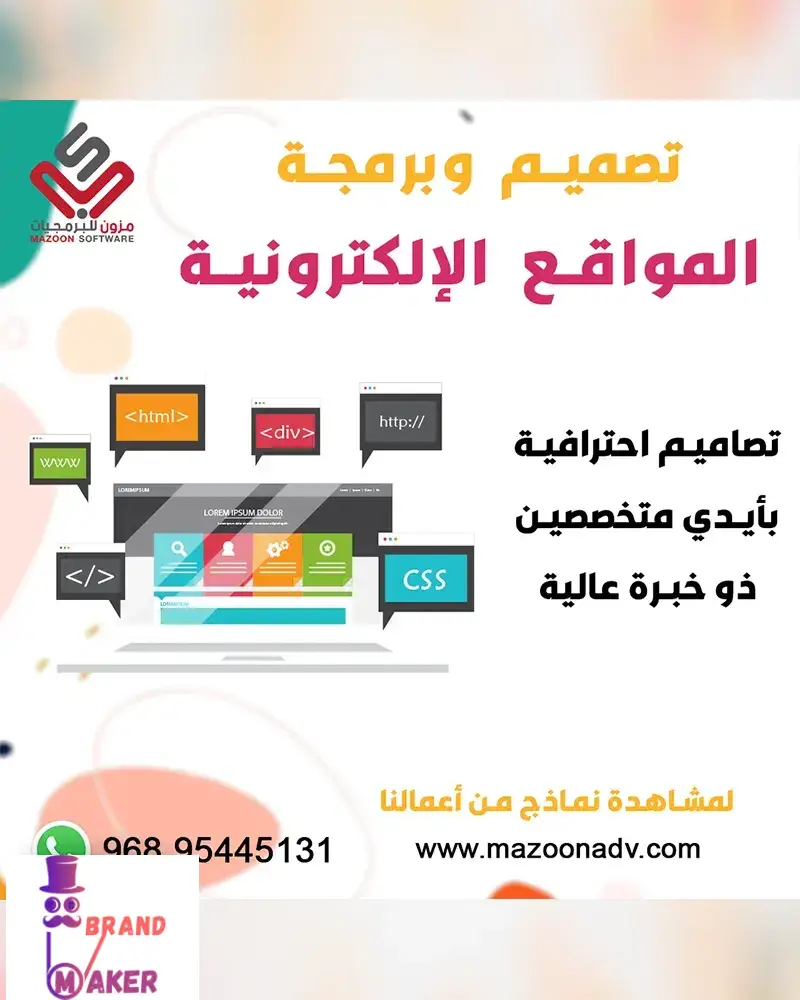 تصميم وبرمجة
المواقع الإلكترونية
مزون للبرمجيات
MAZOON SOFTWARE
تصاميم احترافية
بأيدي متخصصين
ذو خبرة عالية
<html>
<div>
http://
www
LOREMIPSUM
LOREM IPSUM DOLOR
</>
CSS
LOREMIPSUM
لمشاهدة نماذج من أعمالنا
www.mazoonadv.com
968 95445131
BRAND
MAKER